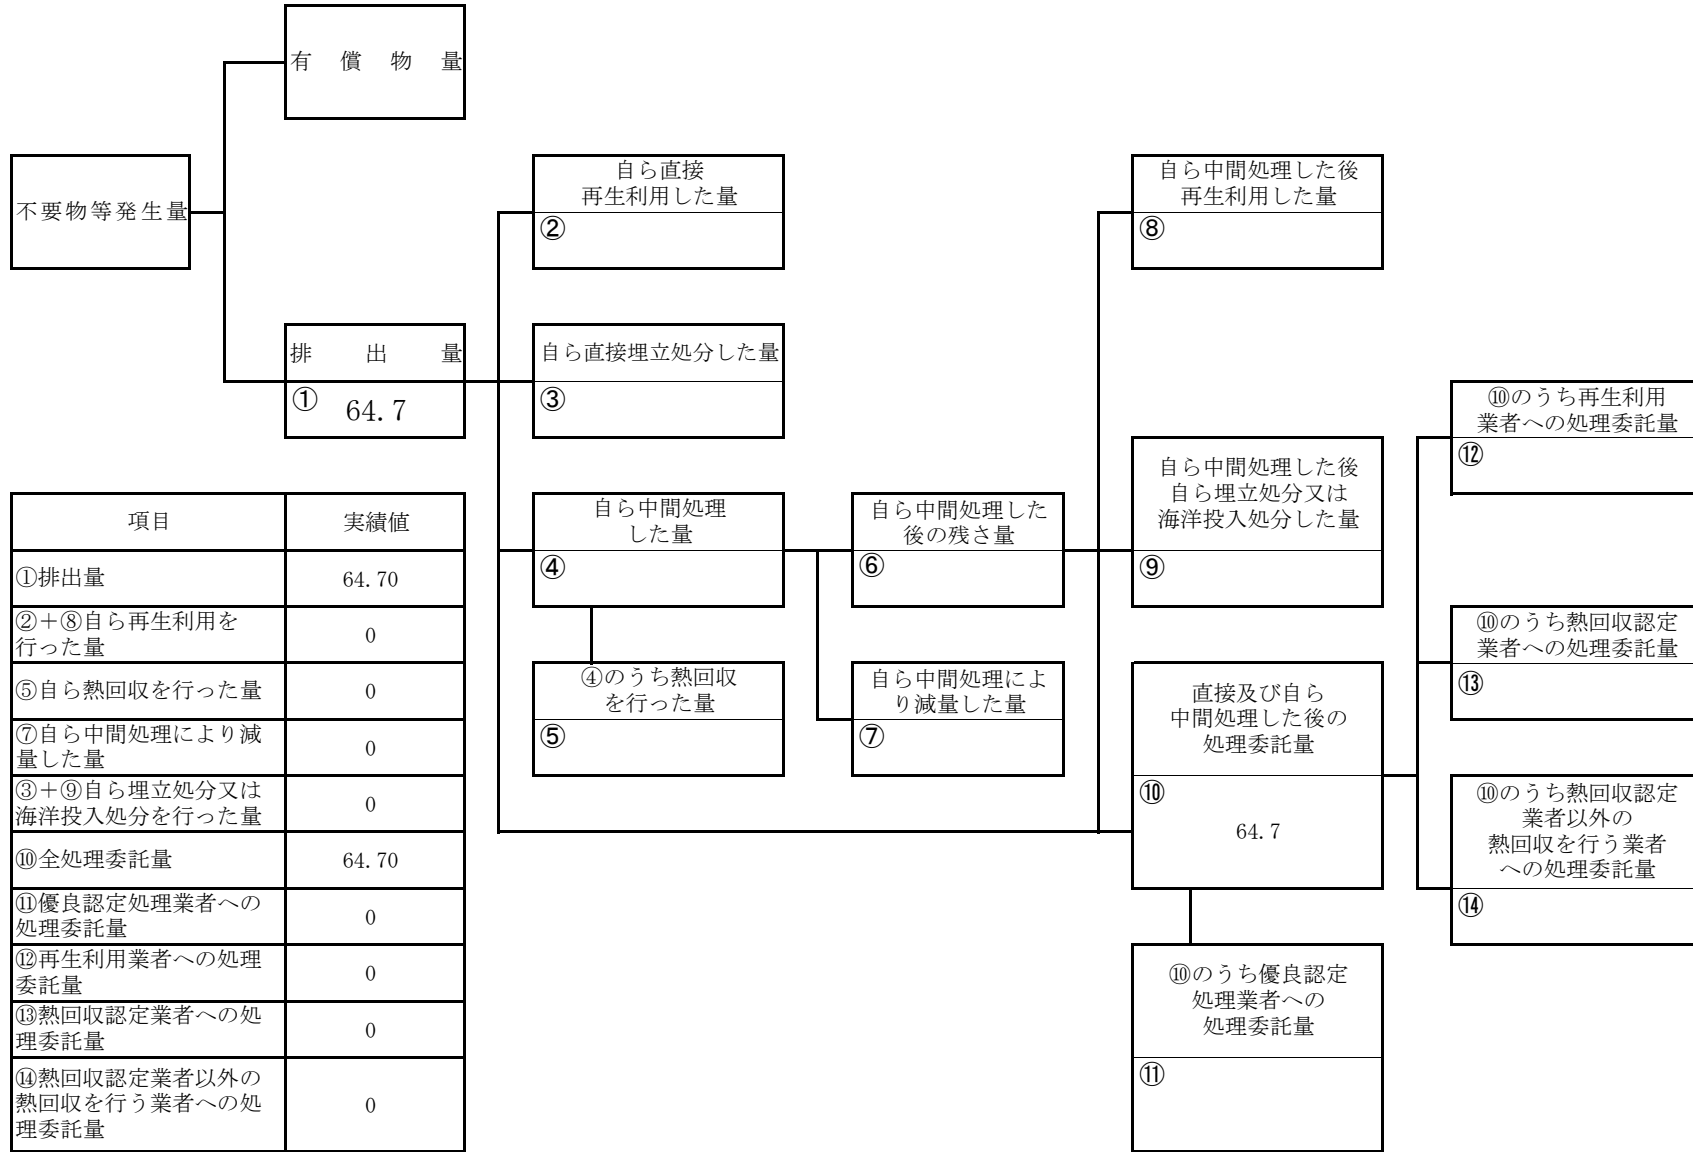 有償物量
不要物等発生量
排出量
① 64.7
自ら直接
再生利用した量
②
自ら直接埋立処分した量
③
自ら中間処理
した量
④
④のうち熱回収
を行った量
⑤
自ら中間処理した
後の残さ量
⑥
自ら中間処理によ
り減量した量
⑦
自ら中間処理した後
再生利用した量
⑧
自ら中間処理した後
自ら埋立処分又は
海洋投入処分した量
⑨
直接及び自ら
中間処理した後の
処理委託量
⑩
64.7
⑩のうち優良認定
処理業者への
処理委託量
⑪
⑩のうち再生利用
業者への処理委託量
⑫
⑩のうち熱回収認定
業者への処理委託量
⑬
⑩のうち熱回収認定
業者以外の
熱回収を行う業者
への処理委託量
⑭
項目 実績値
①排出量 64.70
②＋⑧自ら再生利用を
行った量 0
⑤自ら熱回収を行った量 0
⑦自ら中間処理により減
量した量 0
③＋⑨自ら埋立処分又は
海洋投入処分を行った量 0
⑩全処理委託量 64.70
⑪優良認定処理業者への
処理委託量 0
⑫再生利用業者への処理
委託量 0
⑬熱回収認定業者への処
理委託量 0
⑭熱回収認定業者以外の
熱回収を行う業者への処
理委託量 0